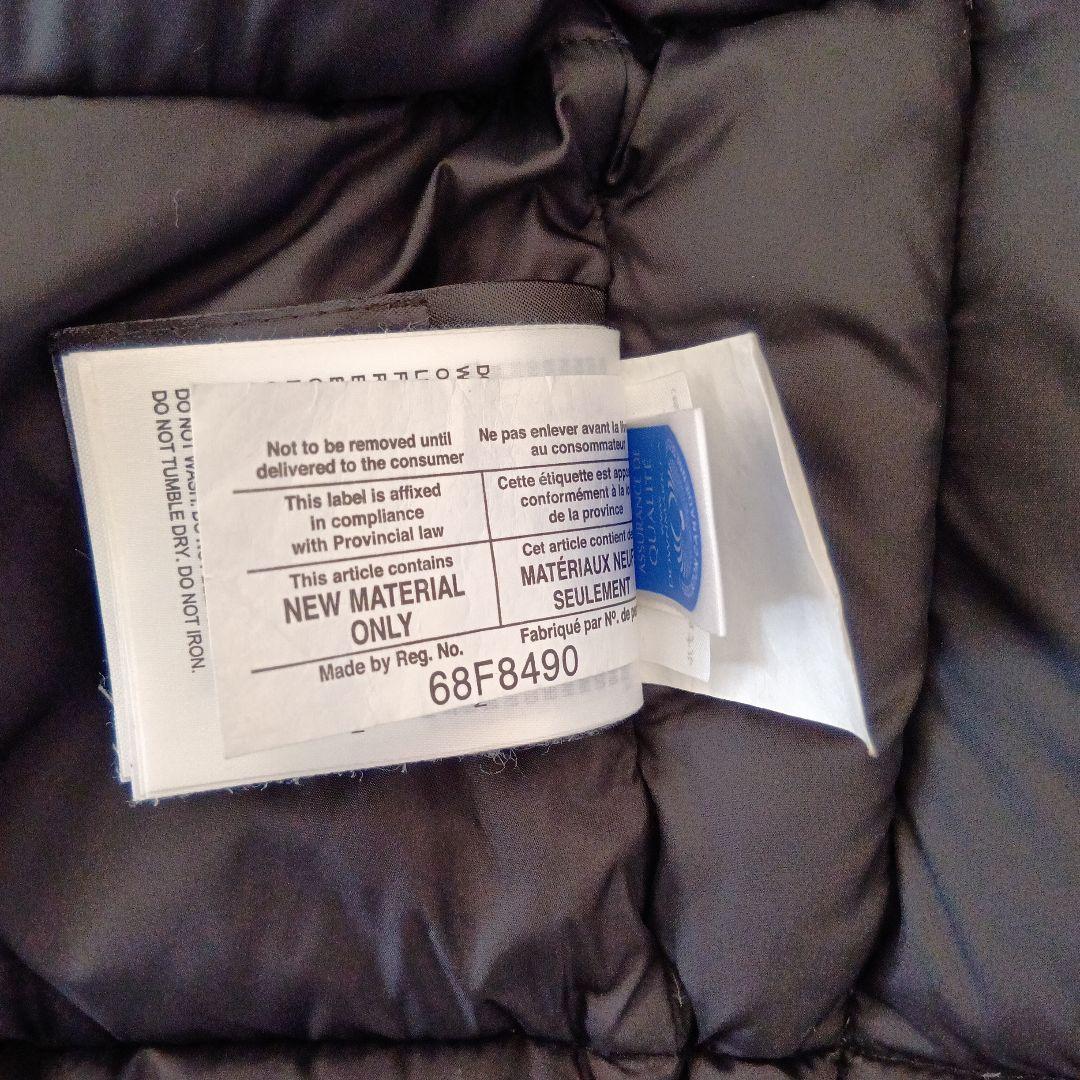 Not to be removed until
delivered to the consumer
Ne pas enlever avant la
au consommateur
This label is affixed
in compliance
with Provincial law
Cette étiquette est
conformément à la
de la province
This article contains
NEW MATERIAL
ONLY
Cet article contient
MATÉRIAUX
SEULEMENT
Made by Reg. No.
Fabriqué par Nº. de
68F8490
DO NOT WASH.
DO NOT TUMBLE DRY. DO NOT IRON.
DE
QUALITÉ